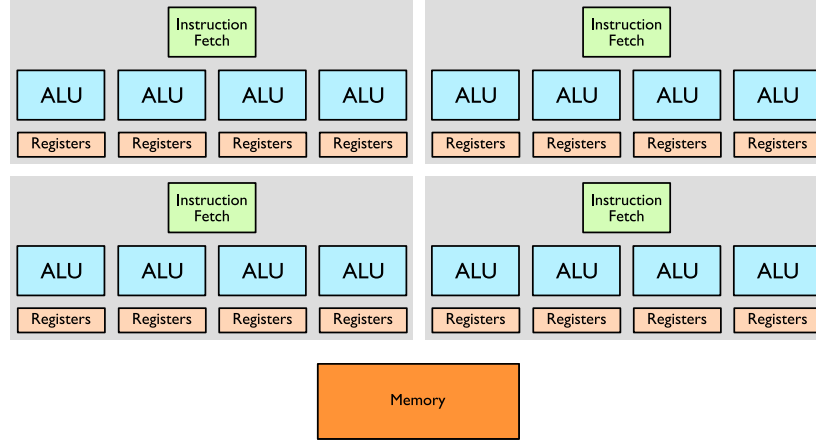 Instruction
Fetch
ALU ALU ALU ALU
Registers Registers Registers Registers
Instruction
Fetch
ALU ALU ALU ALU
Registers Registers Registers Registers
Instruction
Fetch
ALU ALU ALU ALU
Registers Registers Registers Registers
Instruction
Fetch
ALU ALU ALU ALU
Registers Registers Registers Registers
Memory